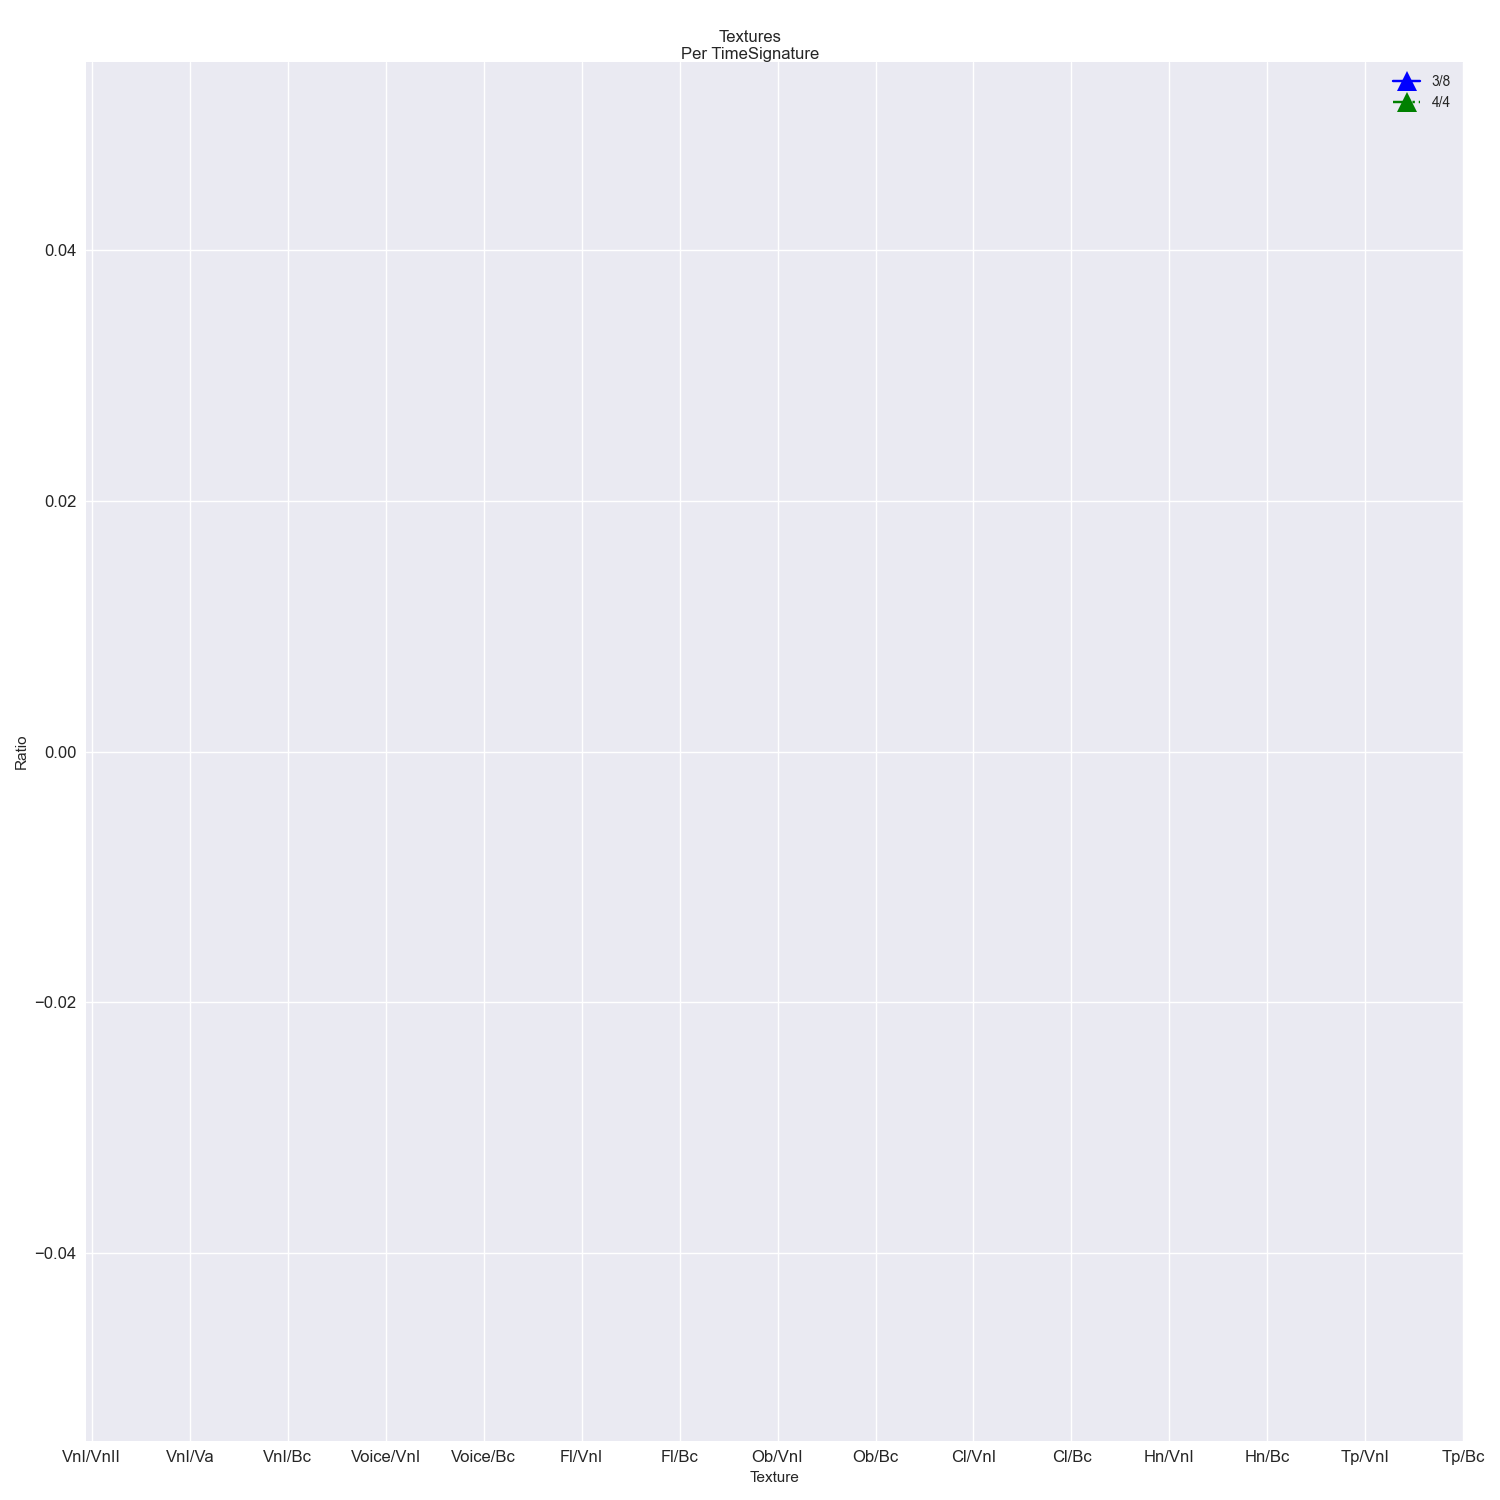 Textures
Per TimeSignature
3/8
4/4
0.04
0.02
0.00
−0.02
−0.04
Ratio
VnI/VnII VnI/Va VnI/Bc Voice/VnI Voice/Bc Fl/VnI Fl/Bc Ob/VnI Ob/Bc Cl/VnI Cl/Bc Hn/VnI Hn/Bc Tp/VnI Tp/Bc
Texture